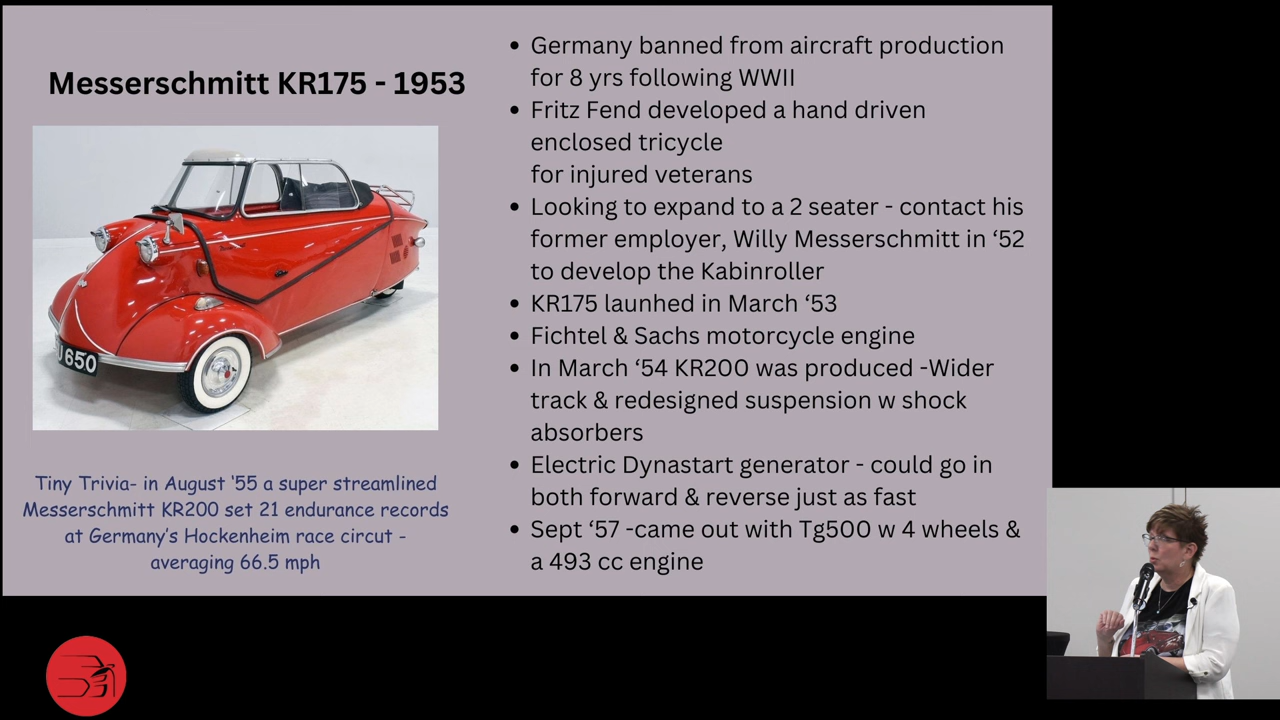 Messerschmitt KR175 - 1953
U 650
Tiny Trivia- in August ‘55 a super streamlined
Messerschmitt KR200 set 21 endurance records
at Germany’s Hockenheim race circut -
averaging 66.5 mph
• Germany banned from aircraft production
for 8 yrs following WWII
• Fritz Fend developed a hand driven
enclosed tricycle
for injured veterans
• Looking to expand to a 2 seater - contact his
former employer, Willy Messerschmitt in ‘52
to develop the Kabinroller
• KR175 launhed in March ‘53
• Fichtel & Sachs motorcycle engine
• In March ‘54 KR200 was produced -Wider
track & redesigned suspension w shock
absorbers
• Electric Dynastart generator - could go in
both forward & reverse just as fast
• Sept ‘57 -came out with Tg500 w 4 wheels &
a 493 cc engine